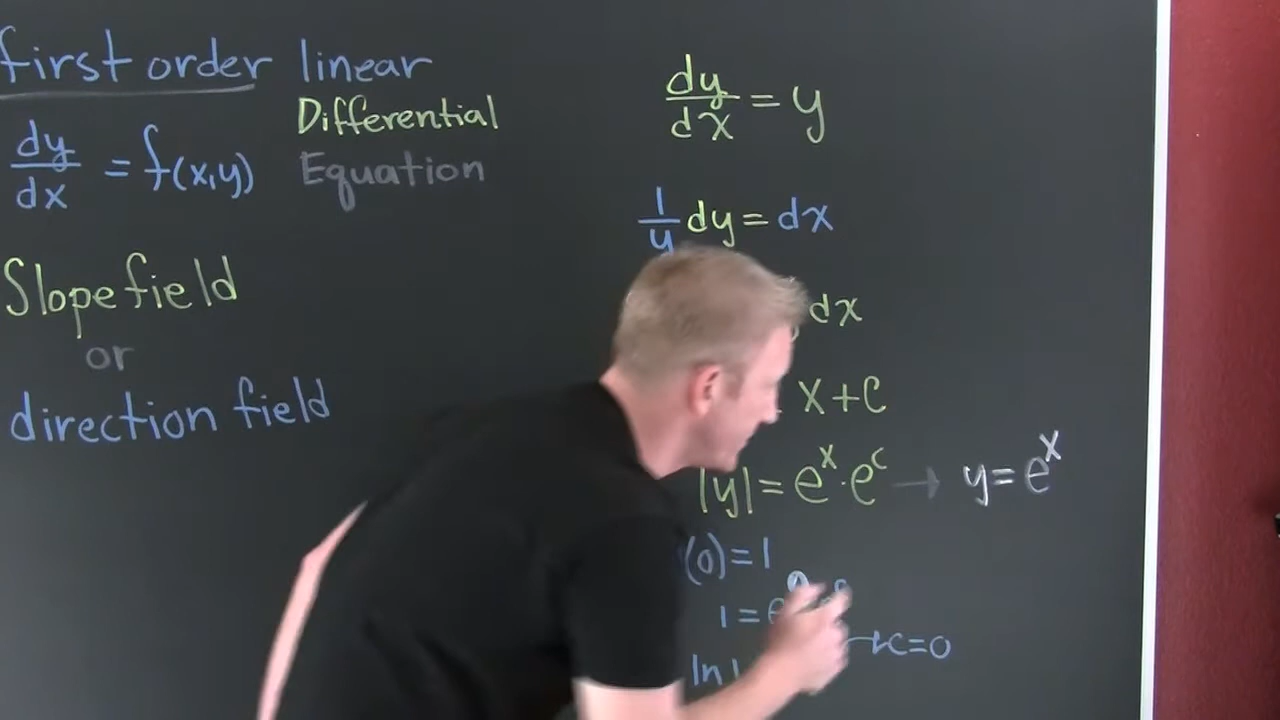 first order linear
Differential
Equation
dy/dx = f(x,y)
Slope field
or
direction field
dy/dx = y
1/y dy = dx
dx
x + c
|y| = e^x · e^c → y = e^x
(0) = 1
1 = e
ln 1
c = 0